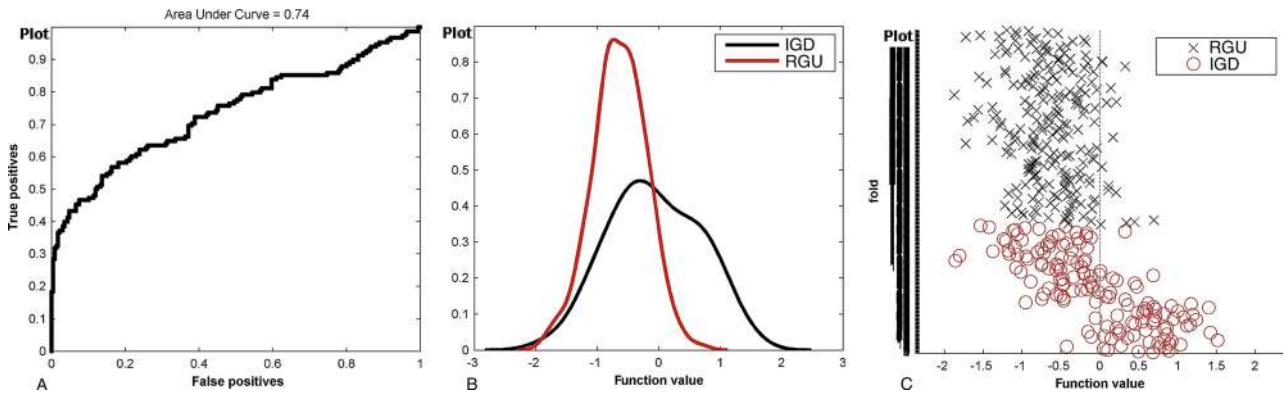 Area Under Curve = 0.74
Plot
0.9
0.8
0.7
0.6
0.5
0.4
0.3
0.2
0.1
0
0 0.2 0.4 0.6 0.8 1
True positives
False positives
A
Plot
0.9
0.8
0.7
0.6
0.5
0.4
0.3
0.2
0.1
0
-3 -2 -1 0 1 2 3
IGD
RGU
Function value
B
Plot
fold
RGU
IGD
-2 -1.5 -1 -0.5 0 0.5 1 1.5 2
Function value
C